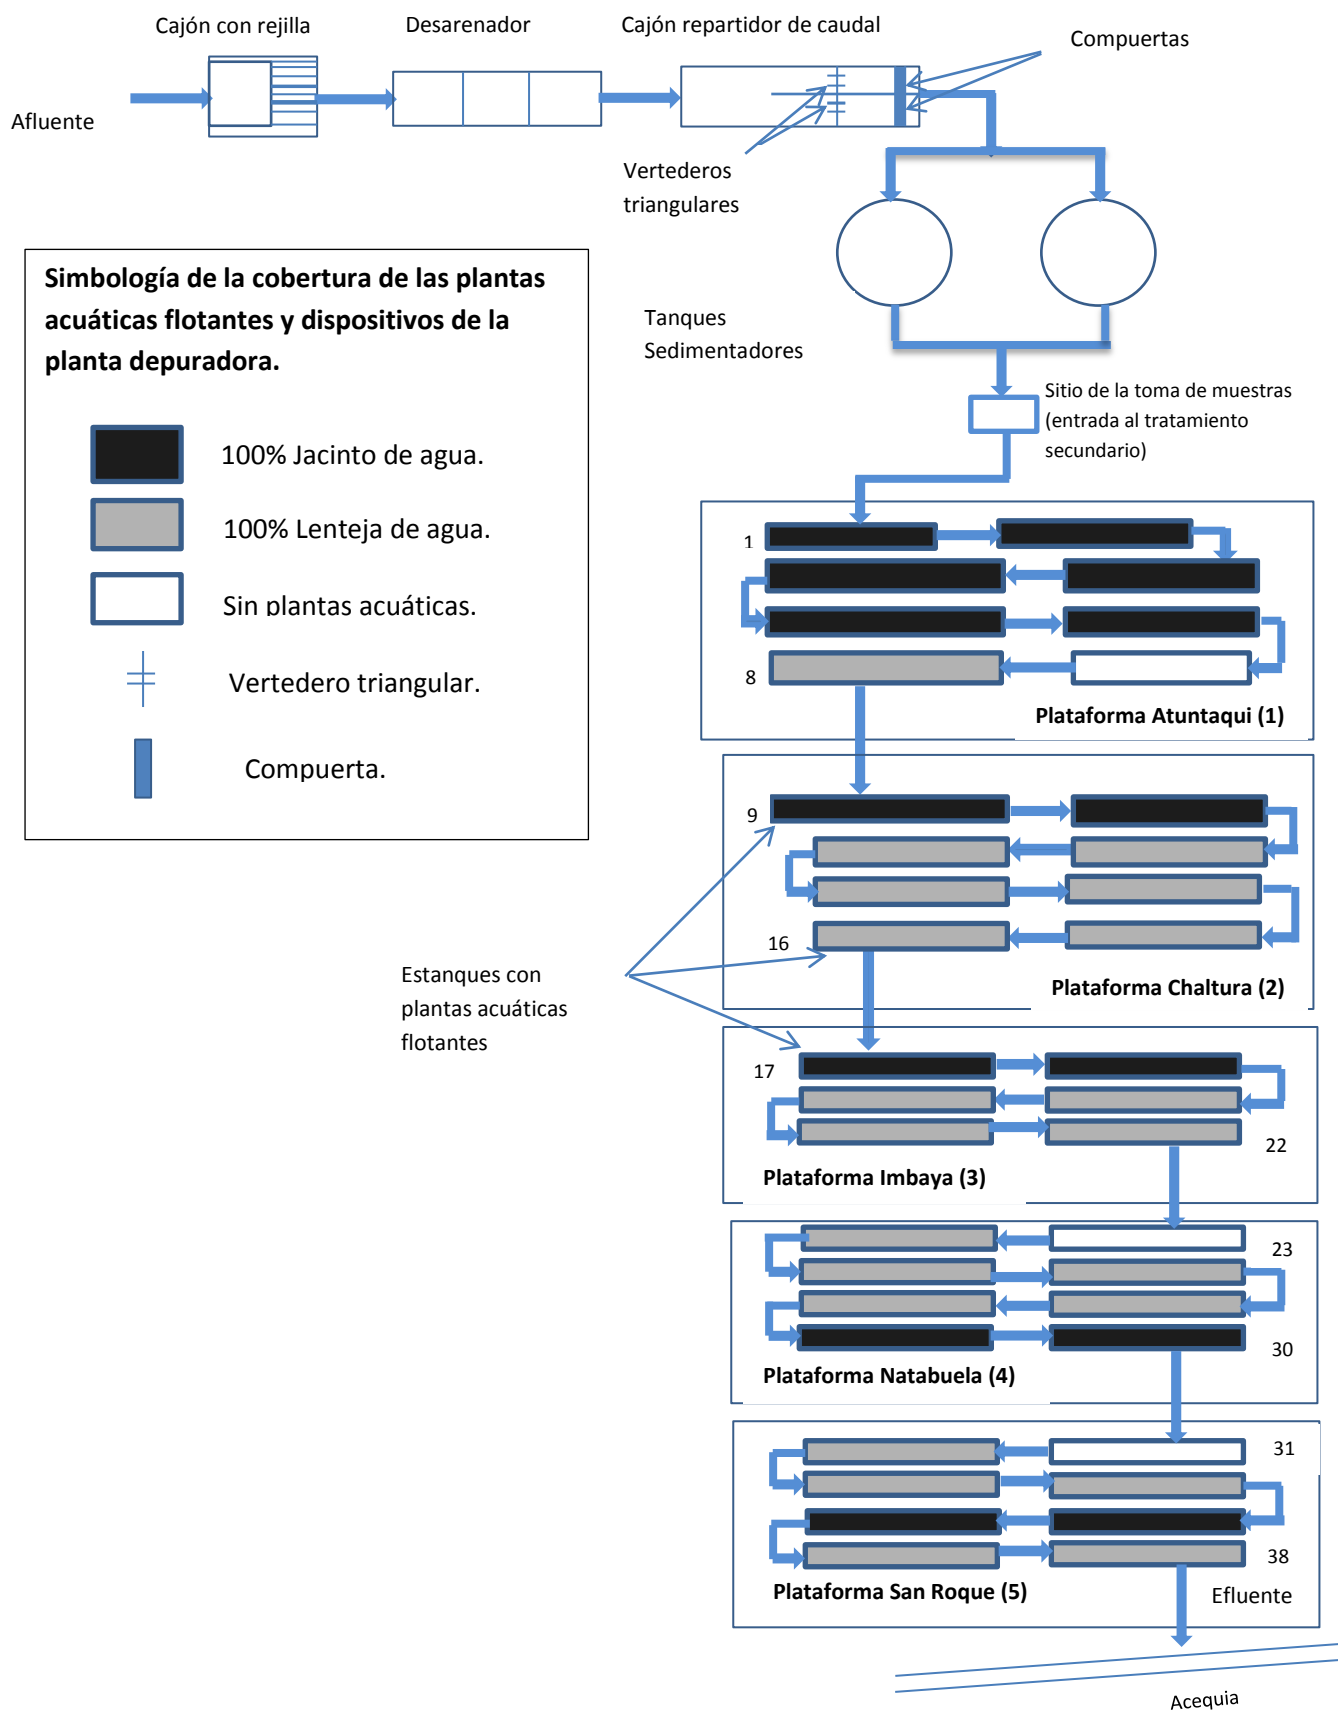 Cajón con rejilla
Desarenador
Cajón repartidor de caudal
Compuertas
Afluente
Vertederos
triangulares
Simbología de la cobertura de las plantas
acuáticas flotantes y dispositivos de la
planta depuradora.
100% Jacinto de agua.
100% Lenteja de agua.
Sin plantas acuáticas.
Vertedero triangular.
Compuerta.
Tanques
Sedimentadores
Sitio de la toma de muestras
(entrada al tratamiento
secundario)
1
8
Plataforma Atuntaqui (1)
9
16
Plataforma Chaltura (2)
Estanques con
plantas acuáticas
flotantes
17
22
Plataforma Imbaya (3)
23
30
Plataforma Natabuela (4)
31
38
Plataforma San Roque (5)
Efluente
Acequia